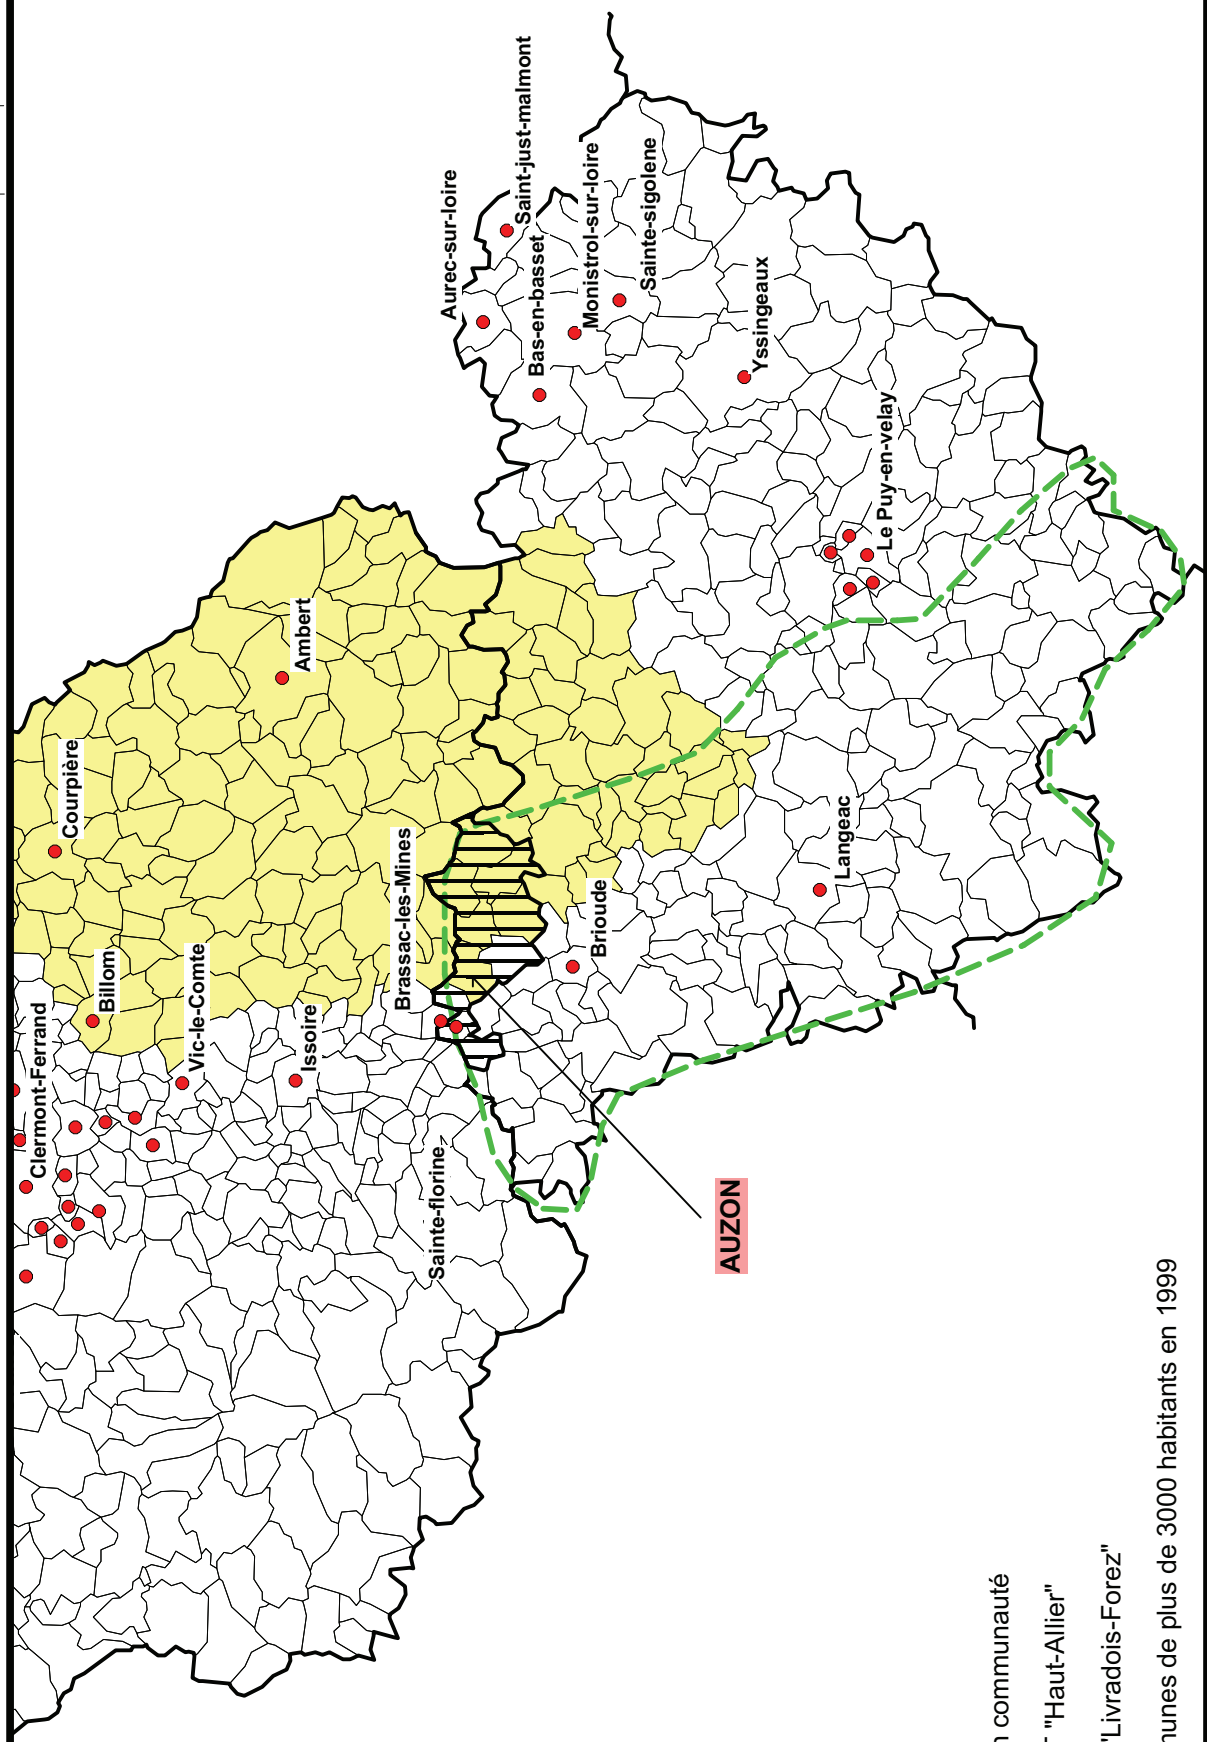 Clermont-Ferrand
Billom
Courpière
Vic-le-Comte
Issoire
Ambert
Brassac-les-Mines
Sainte-florine
Aurec-sur-loire
Saint-just-malmont
Bas-en-basset
Monistrol-sur-loire
Sainte-sigolene
Brioude
Yssingeaux
Langeac
Le Puy-en-velay
AUZON
communauté
"Haut-Allier"
"Livradois-Forez"
de plus de 3000 habitants en 1999